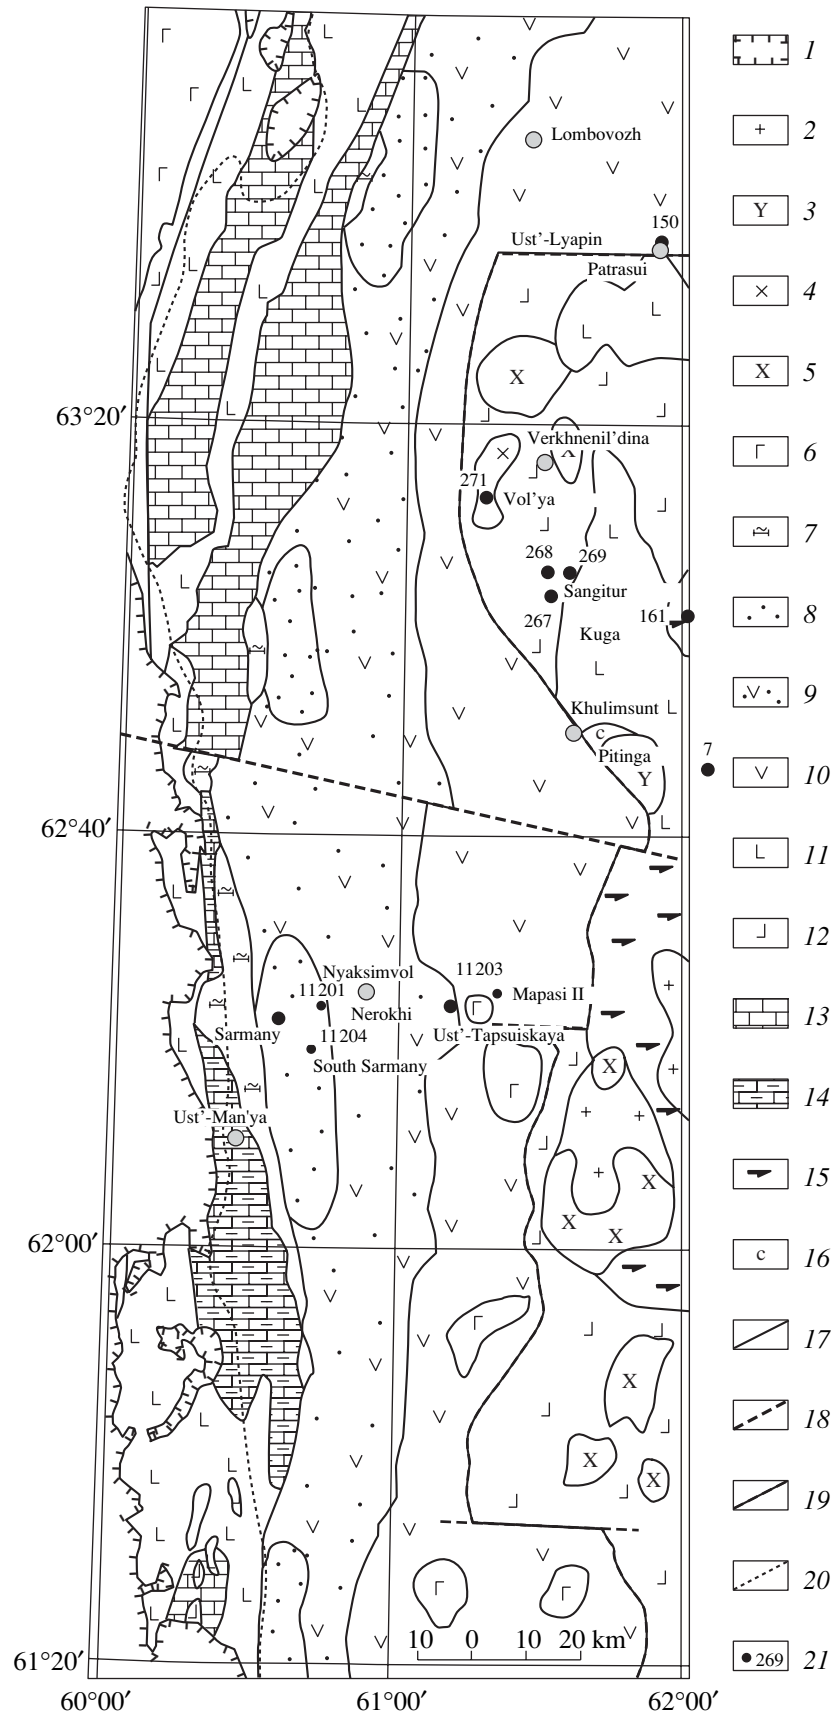 1
2
Lombovozh
150
3
Ust’-Lyapin
Patrasui
4
X
X
5
63°20′
Verkhnenil’dina
X
6
271
Vol’ya
7
268
269
Sangitur
8
161
267
Kuga
9
Khulimsunt
c
7
Pitinga
V
10
Y
62°40′
L
11
12
11203
Nyaksimvol
11201
Mapasi II
13
Nerokhi
Sarmany
11204
Ust’-Tapsuiskaya
South Sarmany
X
14
Ust’-Man'ya
15
X
X
X
62°00′
c
16
17
X
18
X
X
19
20
10 0 10 20 km
61°20′
269
21
60°00′
61°00′
62°00′